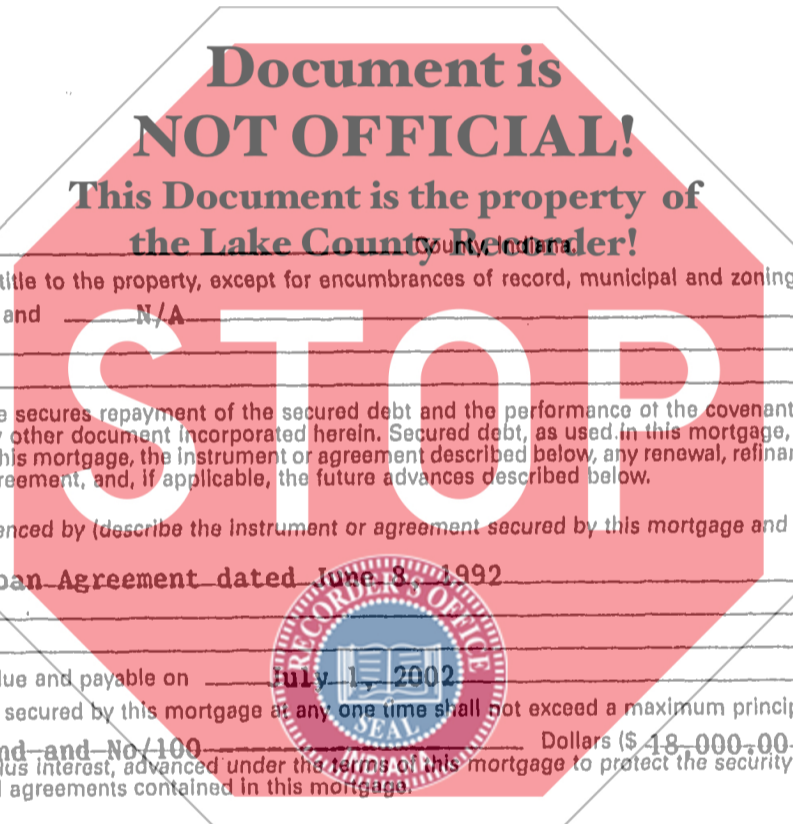 Document is
NOT OFFICIAL!
This Document is the property of
the Lake County Recorder!
County, Indiana,
title to the property, except for encumbrances of record, municipal and zoning
and N/A
STOP
secures repayment of the secured debt and the performance of the covenant
other document incorporated herein. Secured debt, as used in this mortgage,
his mortgage, the instrument or agreement described below, any renewal, refinan
reement, and, if applicable, the future advances described below.
enced by (describe the instrument or agreement secured by this mortgage and
oan Agreement dated June 8, 1992
RECORDER'S OFFICE
lue and payable on July 1, 2002
secured by this mortgage at any one time shall not exceed a maximum princip
SEAL
nd and No/100 Dollars ($ 18,000.00
lus interest, advanced under the terms of this mortgage to protect the security
agreements contained in this mortgage.